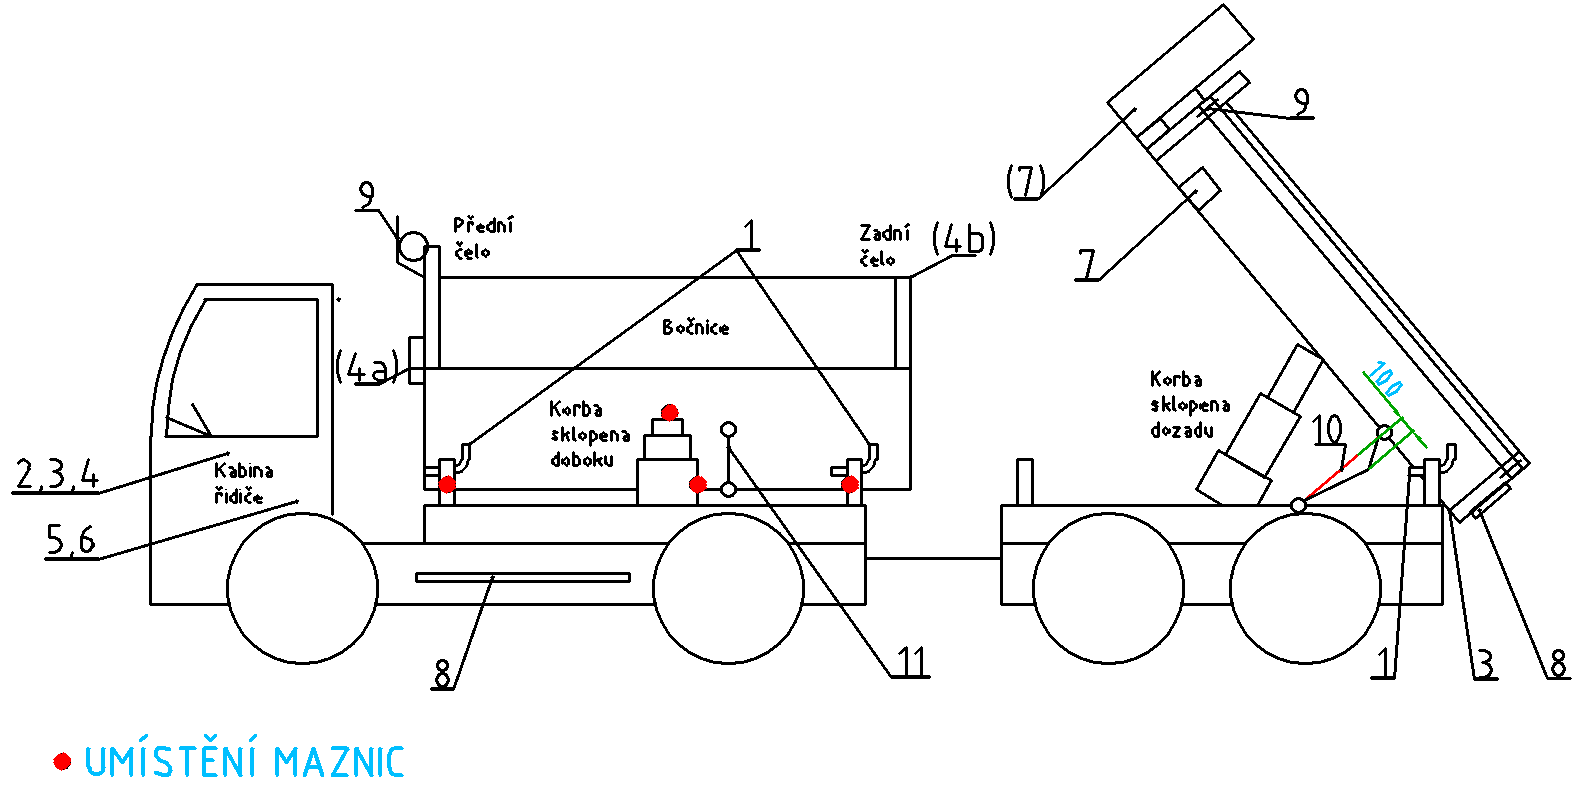 9
(7)
9
7
Přední
čelo
1
Zadní
čelo
(4b)
Bočnice
(4a)
Korba
sklopena
doboku
Korba
sklopena
dozadu
100
10
2,3,4
Kabina
řidiče
5,6
8
11
1
3
8
UMÍSTĚNÍ MAZNIC